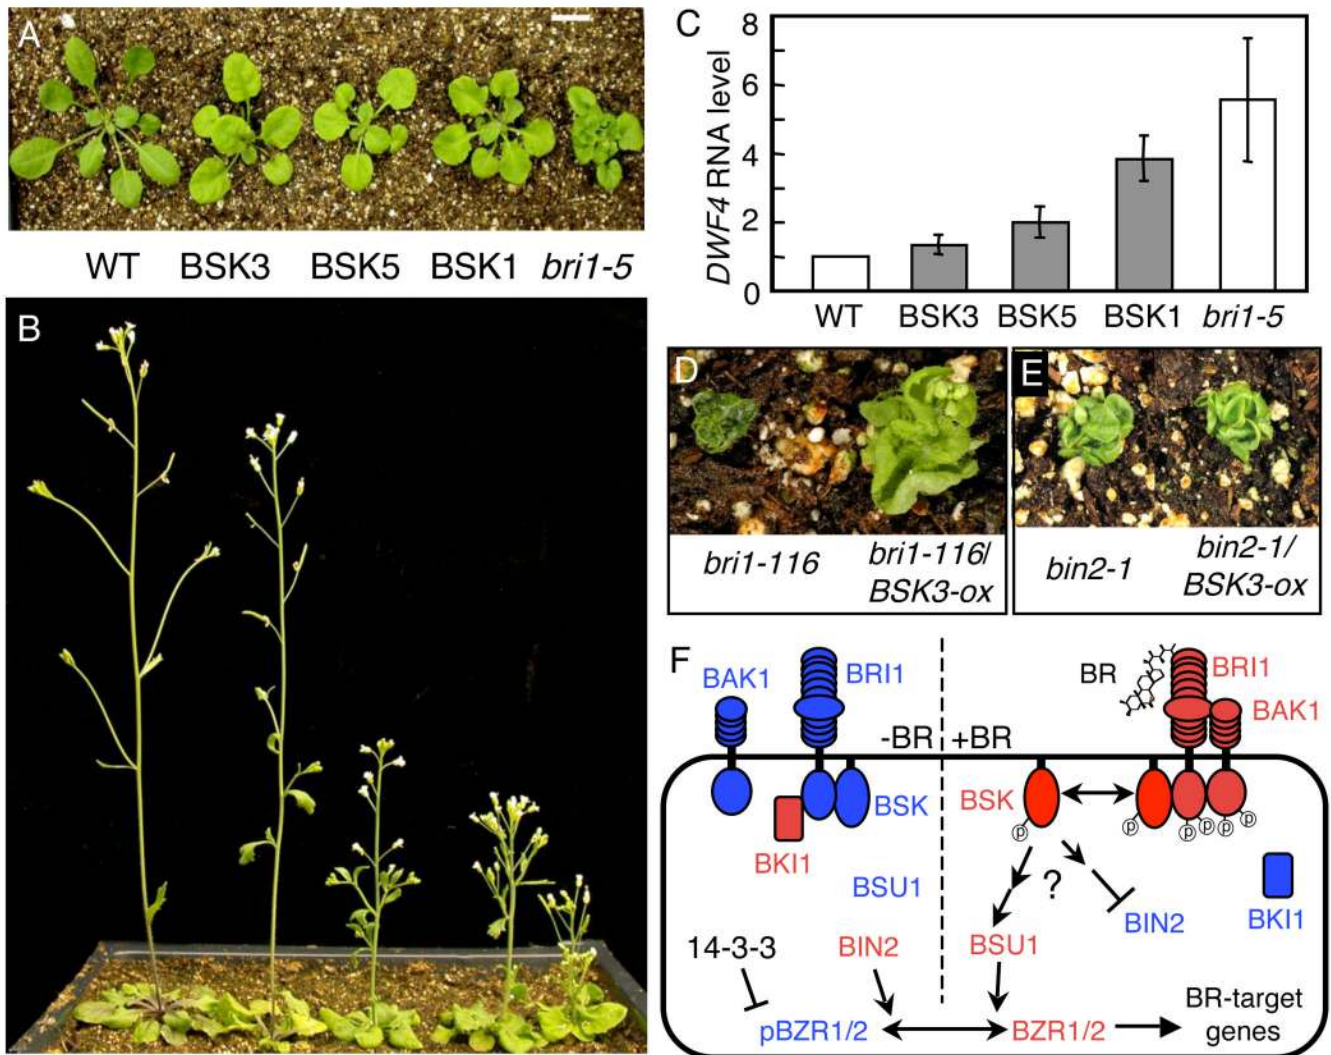 A
WT BSK3 BSK5 BSK1 bri1-5
B
C
DWF4 RNA level
8
6
4
2
0
WT BSK3 BSK5 BSK1 bri1-5
D
bri1-116
bri1-116/
BSK3-ox
E
bin2-1
bin2-1/
BSK3-ox
F
BAK1
BRI1
-BR
+BR
BR
BRI1
BAK1
BSK
BKI1
BSK
p
p
p
p
p
p
BSU1
?
BIN2
BKI1
14-3-3
BIN2
BSU1
pBZR1/2
BZR1/2
BR-target
genes